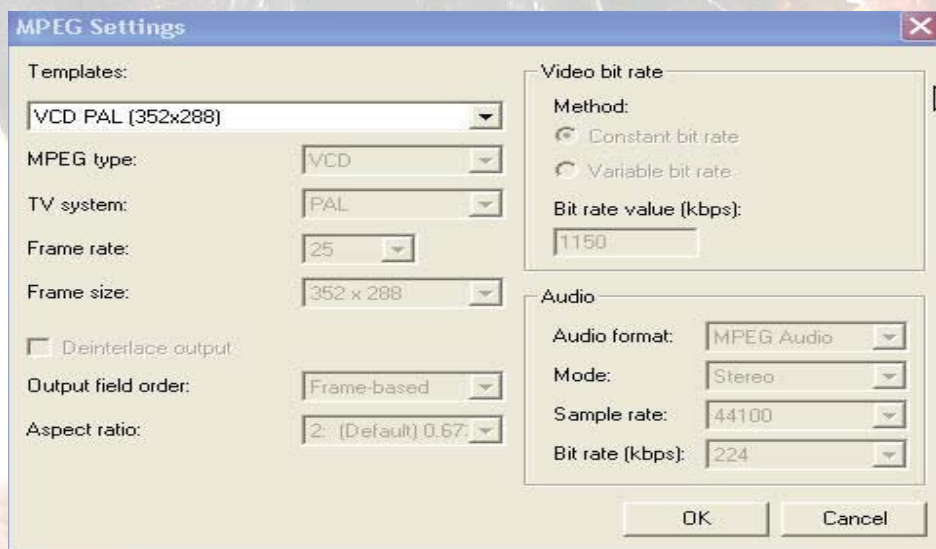 MPEG Settings
Templates:
VCD PAL (352x288)
MPEG type:
VCD
TV system:
PAL
Frame rate:
25
Frame size:
352 x 288
Deinterlace output
Output field order:
Frame-based
Aspect ratio:
2: (Default) 0.67
Video bit rate
Method:
Constant bit rate
Variable bit rate
Bit rate value (kbps):
1150
Audio
Audio format:
MPEG Audio
Mode:
Stereo
Sample rate:
44100
Bit rate (kbps):
224
OK
Cancel